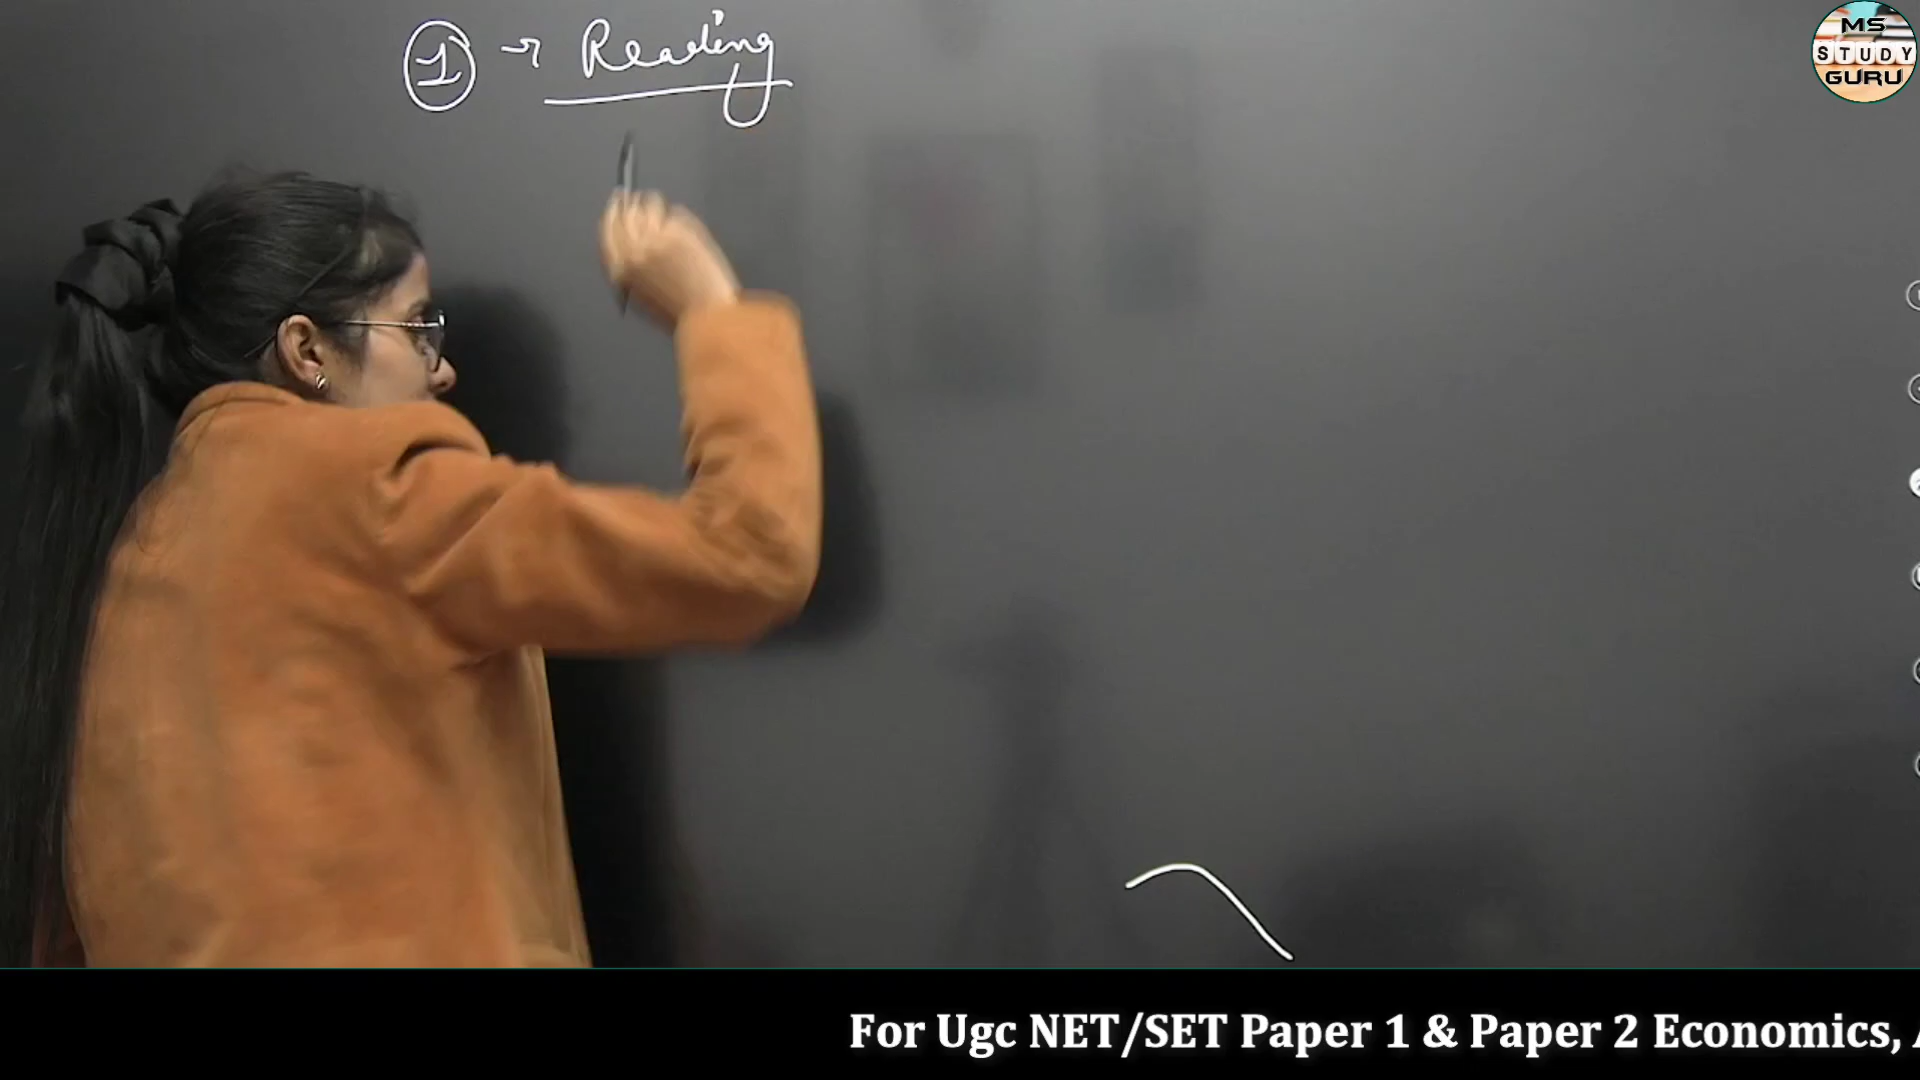 ① → Reading
MS
STUDY
GURU
For Ugc NET/SET Paper 1 & Paper 2 Economics,